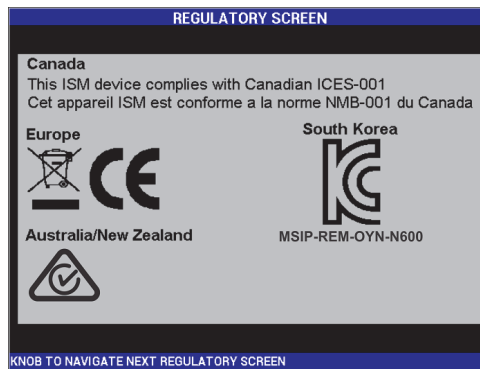 REGULATORY SCREEN
Canada
This ISM device complies with Canadian ICES-001
Cet appareil ISM est conforme a la norme NMB-001 du Canada
Europe
CE
South Korea
MSIP-REM-OYN-N600
Australia/New Zealand
KNOB TO NAVIGATE NEXT REGULATORY SCREEN